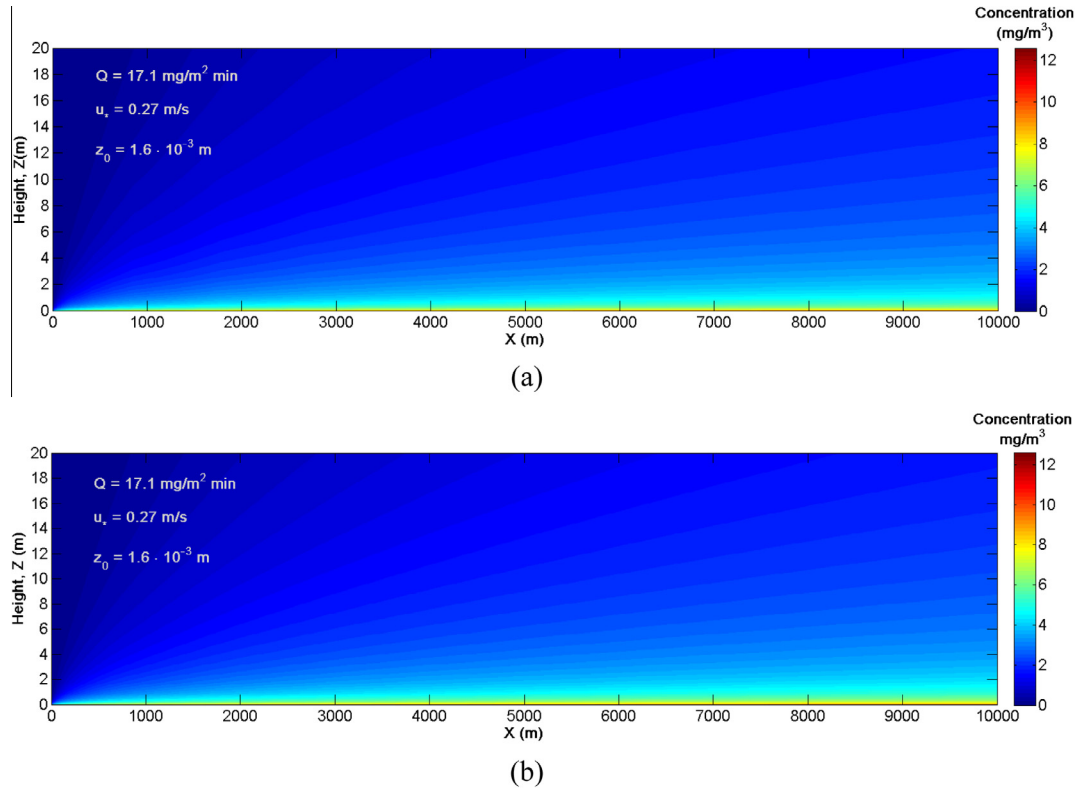 Concentration
(mg/m³)
20
18
16
14
12
10
8
6
4
2
0
Height, Z(m)
Q = 17.1 mg/m² min
u* = 0.27 m/s
z₀ = 1.6 · 10⁻³ m
12
10
8
6
4
2
0
0 1000 2000 3000 4000 5000 6000 7000 8000 9000 10000
X (m)
(a)
Concentration
mg/m³
20
18
16
14
12
10
8
6
4
2
0
Height, Z (m)
Q = 17.1 mg/m² min
u* = 0.27 m/s
z₀ = 1.6 · 10⁻³ m
12
10
8
6
4
2
0
0 1000 2000 3000 4000 5000 6000 7000 8000 9000 10000
X (m)
(b)